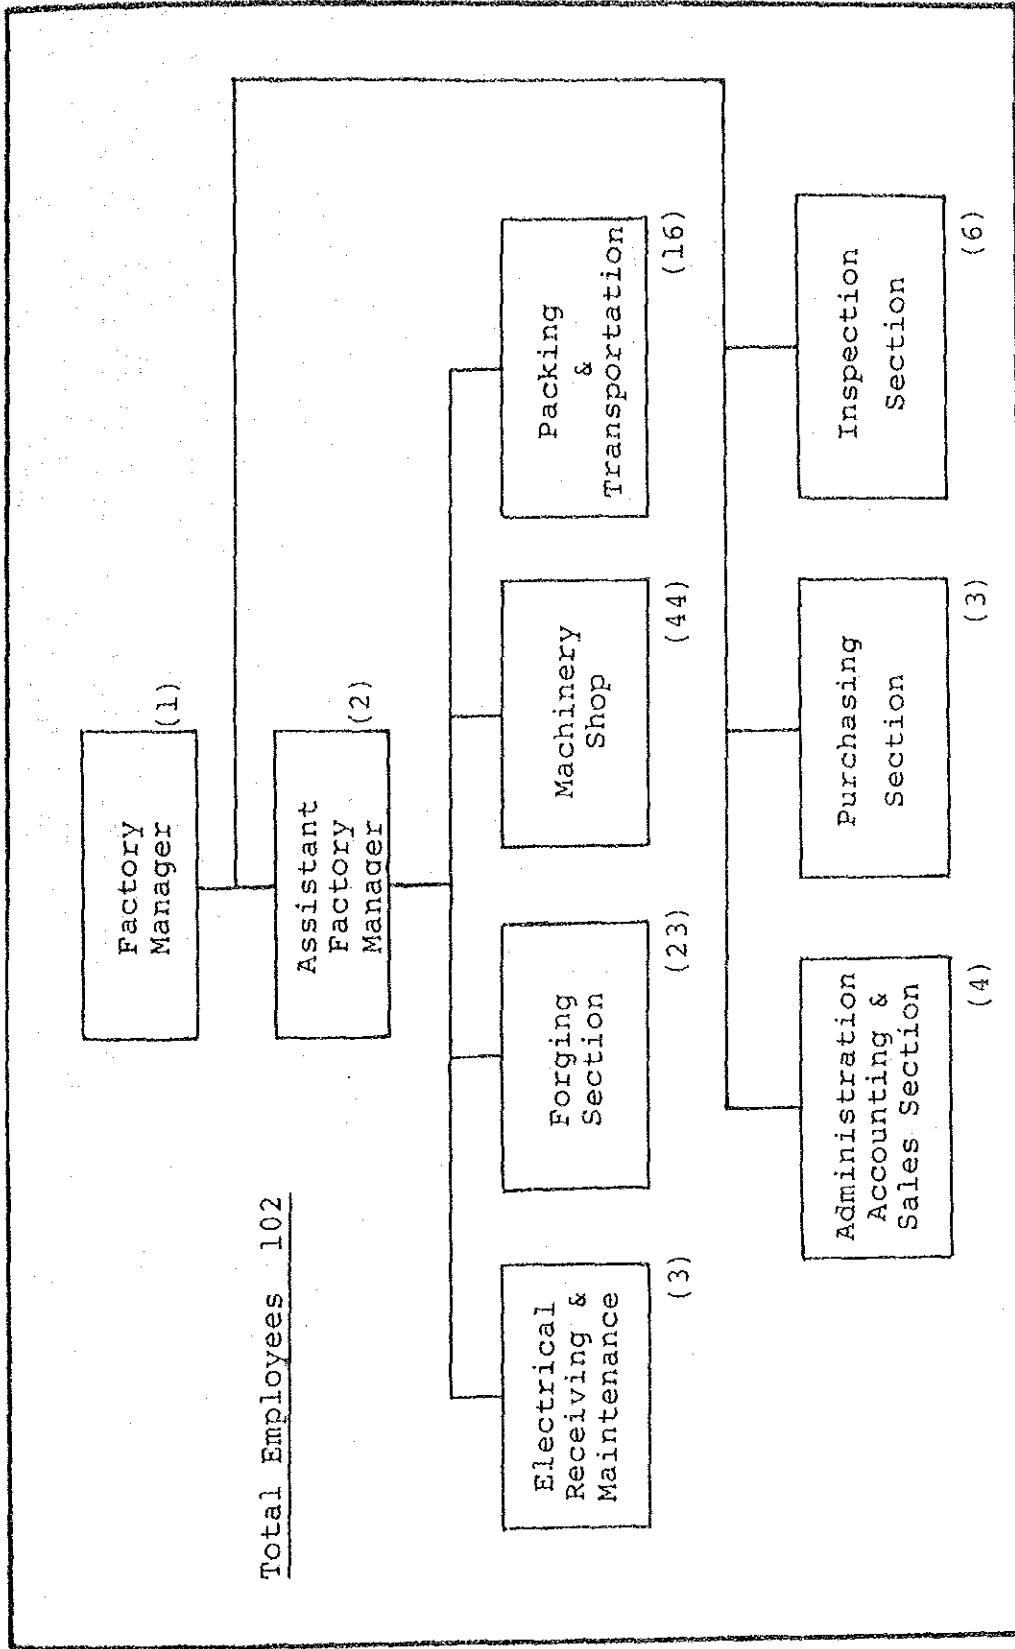 Factory
Manager
(1)
Assistant
Factory
Manager
(2)
Total Employees 102
Electrical
Receiving &
Maintenance
(3)
Forging
Section
(23)
Machinery
Shop
(44)
Packing
&
Transportation
(16)
Administration
Accounting &
Sales Section
(4)
Purchasing
Section
(3)
Inspection
Section
(6)